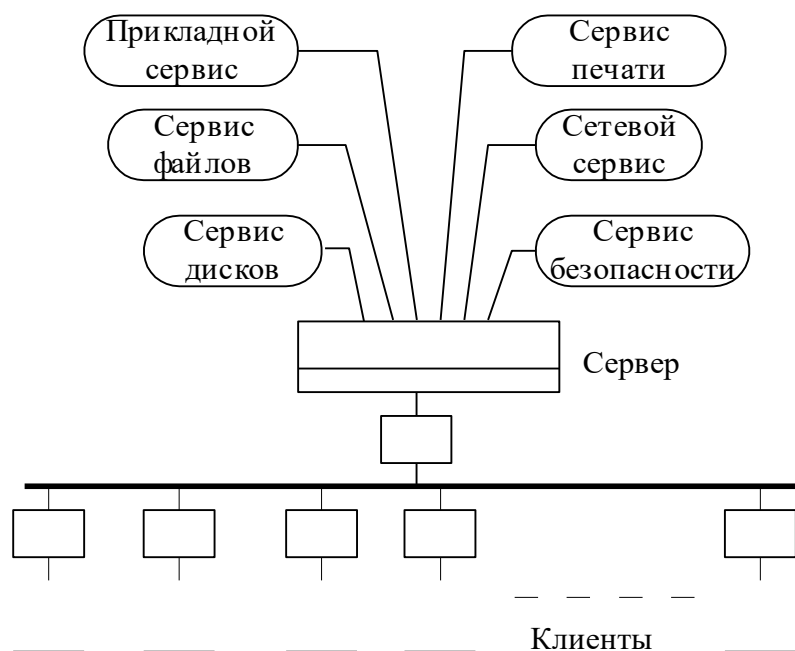 Прикладной
сервис
Сервис
печати
Сервис
файлов
Сетевой
сервис
Сервис
дисков
Сервис
безопасности
Сервер
Клиенты